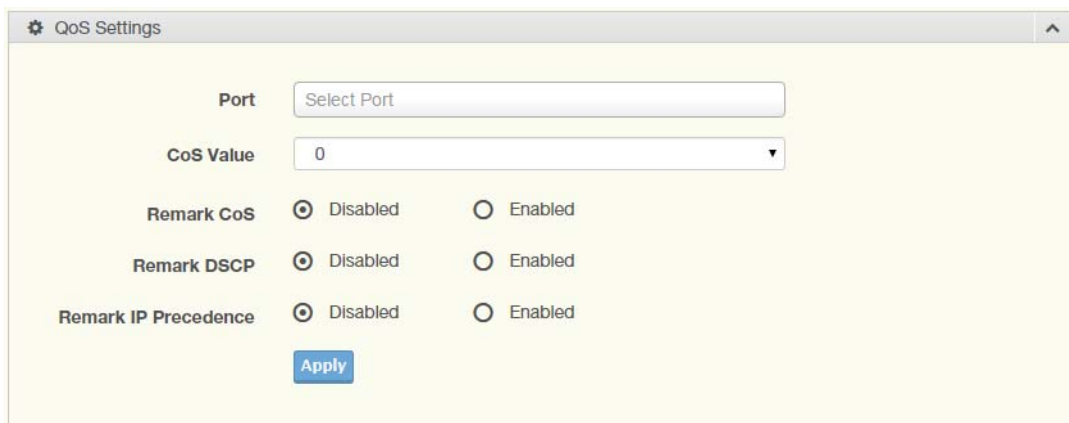 QoS Settings
Port Select Port
CoS Value 0
Remark CoS Disabled Enabled
Remark DSCP Disabled Enabled
Remark IP Precedence Disabled Enabled
Apply